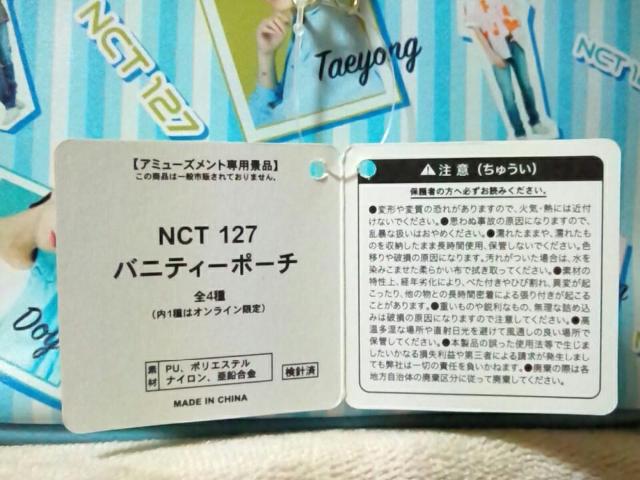 NCT 127
Taeyong
NCT 1
Doy
【アミューズメント専用景品】
この商品は一般市販されておりません。
NCT 127
バニティーポーチ
全4種
(内1種はオンライン限定)
素材
PU、ポリエステル
ナイロン、亜鉛合金
検針済
MADE IN CHINA
注意(ちゅうい)
保護者の方へ必ずお読みください。
●変形や変質の恐れがありますので、火気・熱には近付
けないでください。●思わぬ事故の原因になりますので、
乱暴な扱いはおやめください。●濡れたままや、濡れたも
のを収納したまま長時間使用、保管しないでください。色
移りや破損の原因になります。汚れがついた場合は、水を
染みこませた柔らかい布で拭き取ってください。●素材の
特性上、経年劣化により、べた付きやひび割れ、異変が起
こったり、他の物との長時間密着による張り付きが起こる
ことがあります。●重いものや鋭利なもの、無理な詰め込
みは破損の原因になりますので注意してください。●高
温多湿な場所や直射日光を避けて風通しの良い場所で
保管してください。●本製品の誤った使用法等で生じま
したいかなる損失利益や第三者による請求が発生しまし
ても弊社は一切の責任を負いかねます。●廃棄の際は各
地方自治体の廃棄区分に従って廃棄してください。